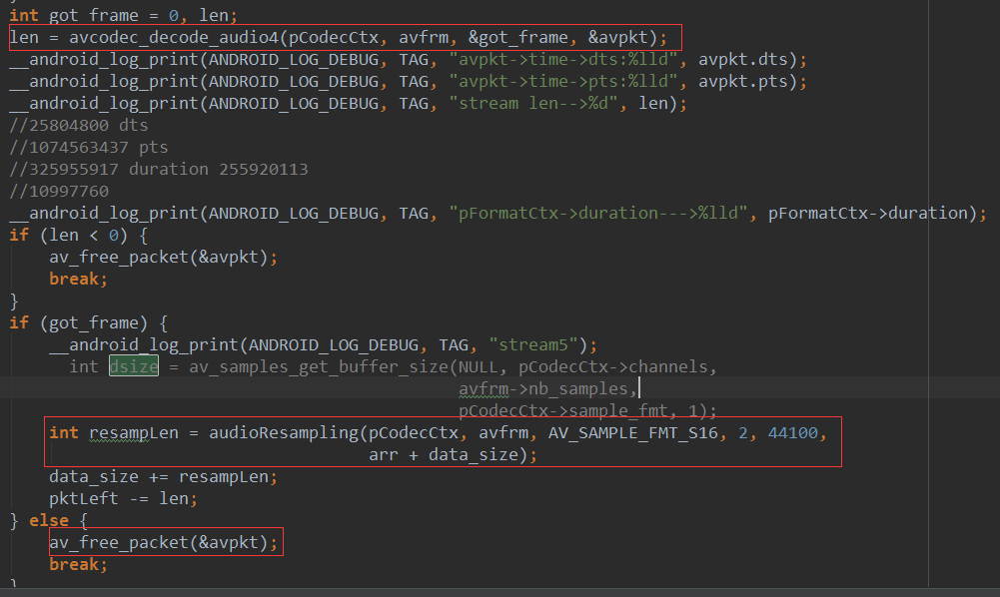 int got_frame = 0, len;
len = avcodec_decode_audio4(pCodecCtx, avfrm, &got_frame, &avpkt);
__android_log_print(ANDROID_LOG_DEBUG, TAG, "avpkt->time->dts:%lld", avpkt.dts);
__android_log_print(ANDROID_LOG_DEBUG, TAG, "avpkt->time->pts:%lld", avpkt.pts);
__android_log_print(ANDROID_LOG_DEBUG, TAG, "stream len-->%d", len);
//25804800 dts
//1074563437 pts
//325955917 duration 255920113
//10997760
__android_log_print(ANDROID_LOG_DEBUG, TAG, "pFormatCtx->duration--->%lld", pFormatCtx->duration);
if (len < 0) {
av_free_packet(&avpkt);
break;
}
if (got_frame) {
__android_log_print(ANDROID_LOG_DEBUG, TAG, "stream5");
int dsize = av_samples_get_buffer_size(NULL, pCodecCtx->channels,
avfrm->nb_samples,
pCodecCtx->sample_fmt, 1);
int resampLen = audioResampling(pCodecCtx, avfrm, AV_SAMPLE_FMT_S16, 2, 44100,
arr + data_size);
data_size += resampLen;
pktLeft -= len;
} else {
av_free_packet(&avpkt);
break;
}